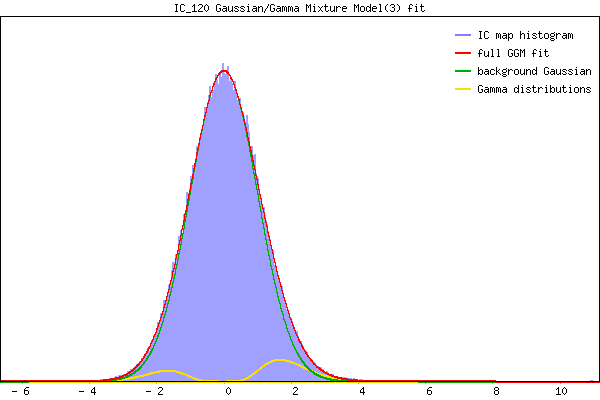 IC_120 Gaussian/Gamma Mixture Model(3) fit
IC map histogram
full GGM fit
background Gaussian
Gamma distributions
-6 -4 -2 0 2 4 6 8 10